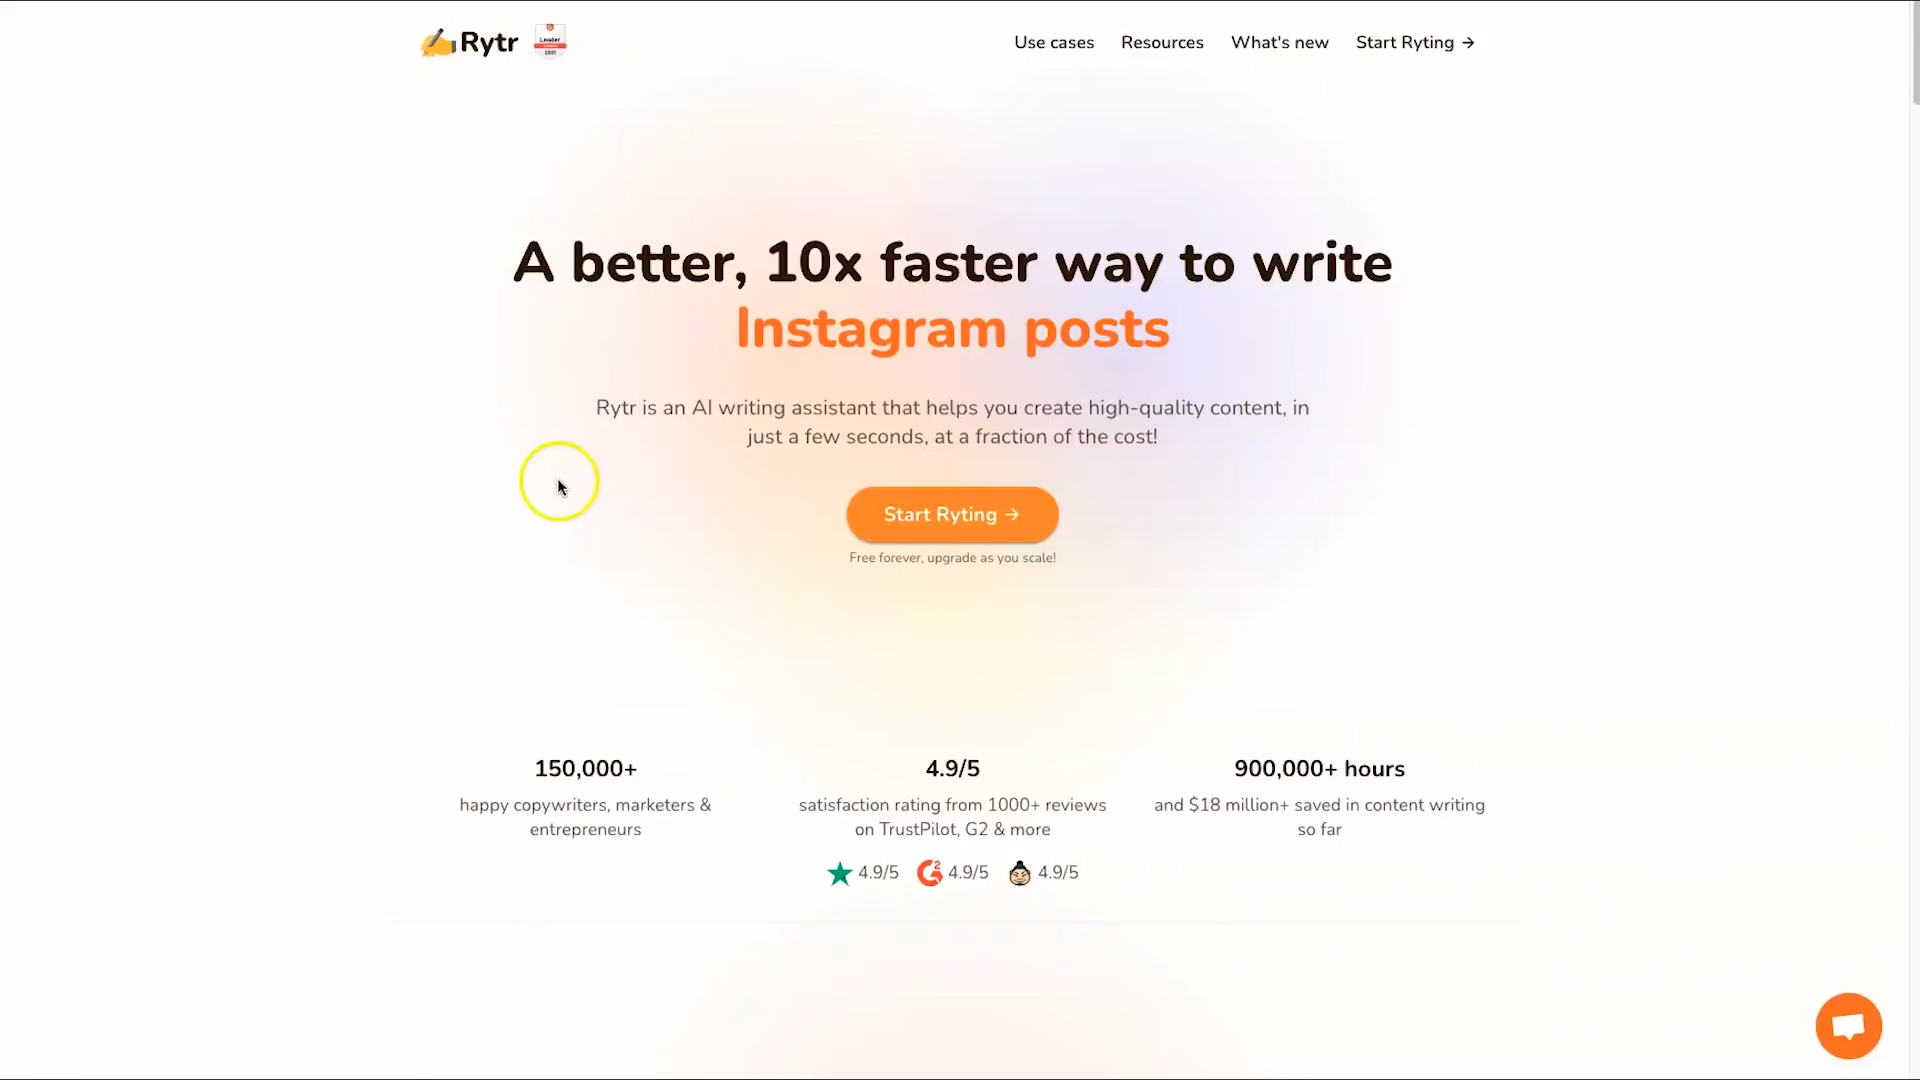 Rytr
Leader
2021
Use cases
Resources
What's new
Start Ryting →
A better, 10x faster way to write
Instagram posts
Rytr is an AI writing assistant that helps you create high-quality content, in
just a few seconds, at a fraction of the cost!
Start Ryting →
Free forever, upgrade as you scale!
150,000+
happy copywriters, marketers &
entrepreneurs
4.9/5
satisfaction rating from 1000+ reviews
on TrustPilot, G2 & more
4.9/5 4.9/5 4.9/5
900,000+ hours
and $18 million+ saved in content writing
so far